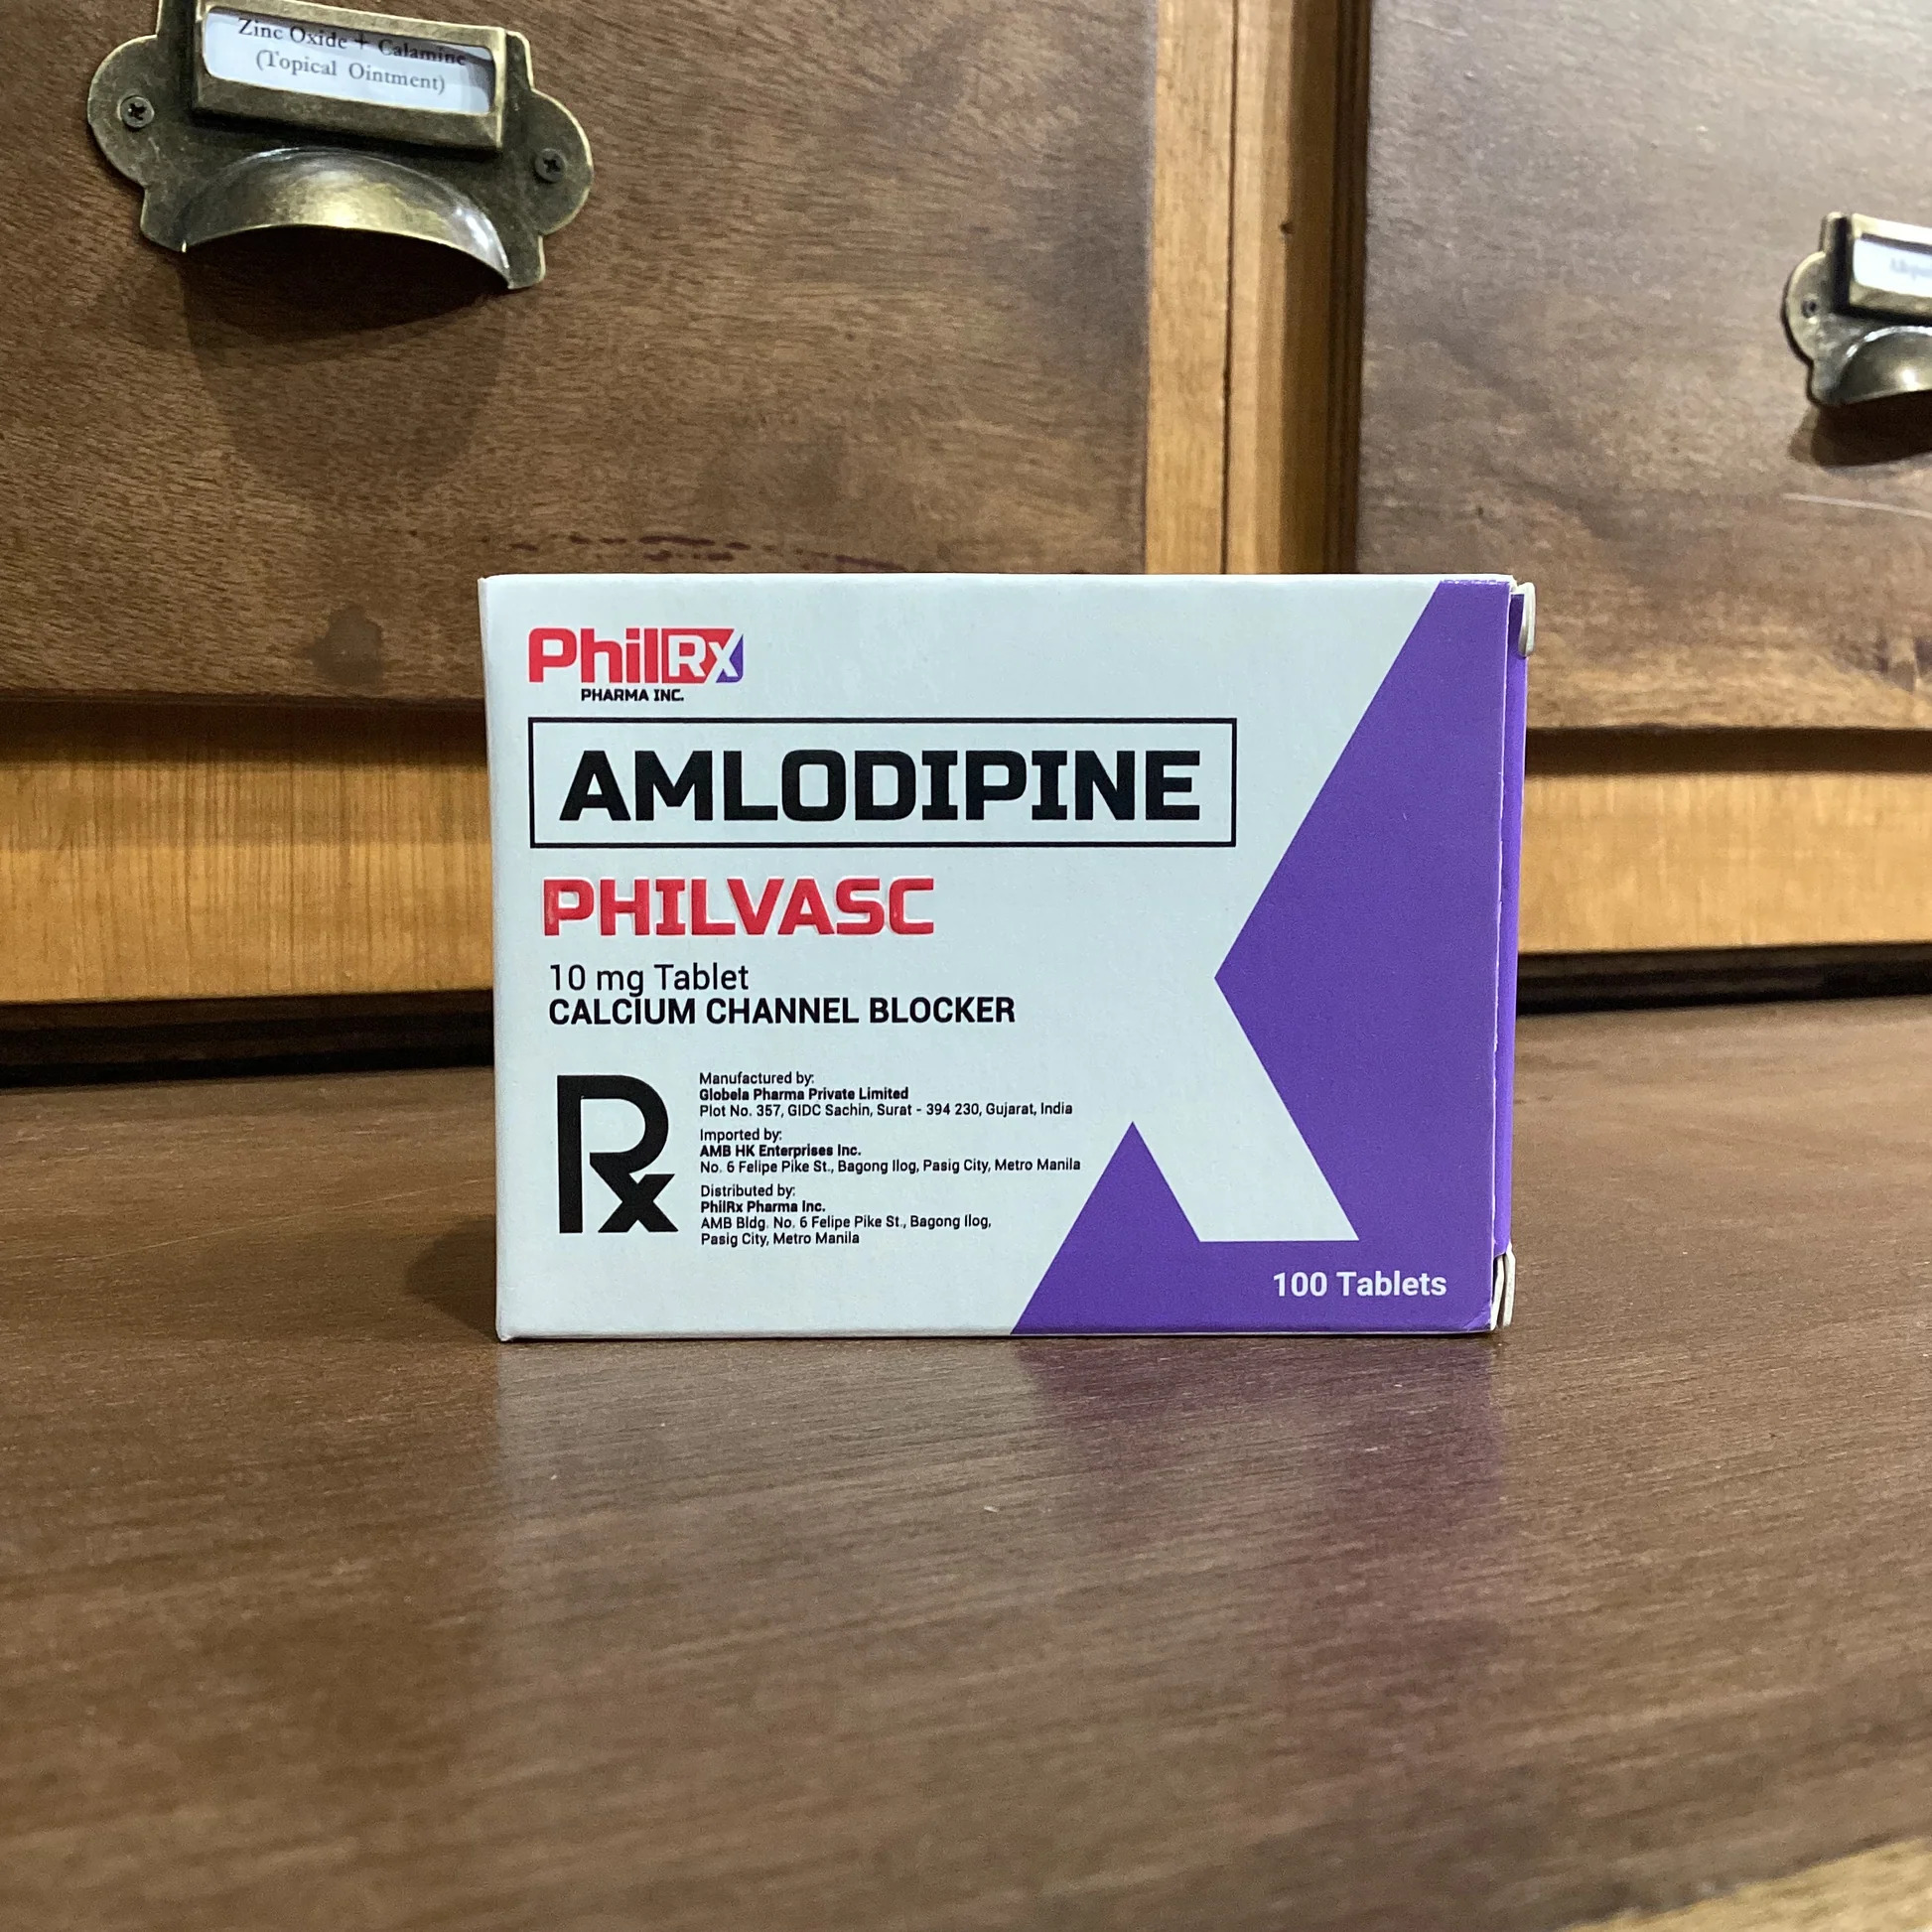 Zinc Oxide + Calamine
(Topical Ointment)
PhilRx
PHARMA INC.
AMLODIPINE
PHILVASC
10 mg Tablet
CALCIUM CHANNEL BLOCKER
Rx
Manufactured by:
Globela Pharma Private Limited
Plot No. 357, GIDC Sachin, Surat - 394 230, Gujarat, India
Imported by:
AMB HK Enterprises Inc.
No. 6 Felipe Pike St., Bagong Ilog, Pasig City, Metro Manila
Distributed by:
PhilRx Pharma Inc.
AMB Bldg. No. 6 Felipe Pike St., Bagong Ilog,
Pasig City, Metro Manila
100 Tablets